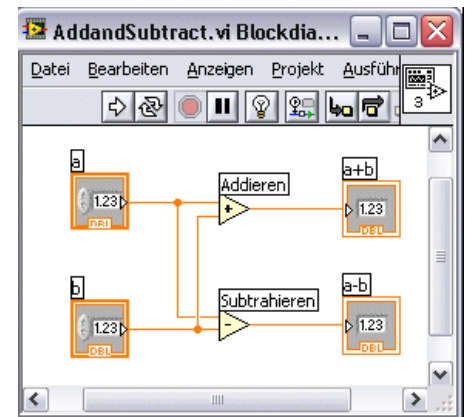 AddandSubtract.vi Blockdia...
Datei Bearbeiten Anzeigen Projekt Ausführ
3
a
1.23
DBL
Addieren
+
a+b
1.23
DBL
b
1.23
DBL
Subtrahieren
-
a-b
1.23
DBL